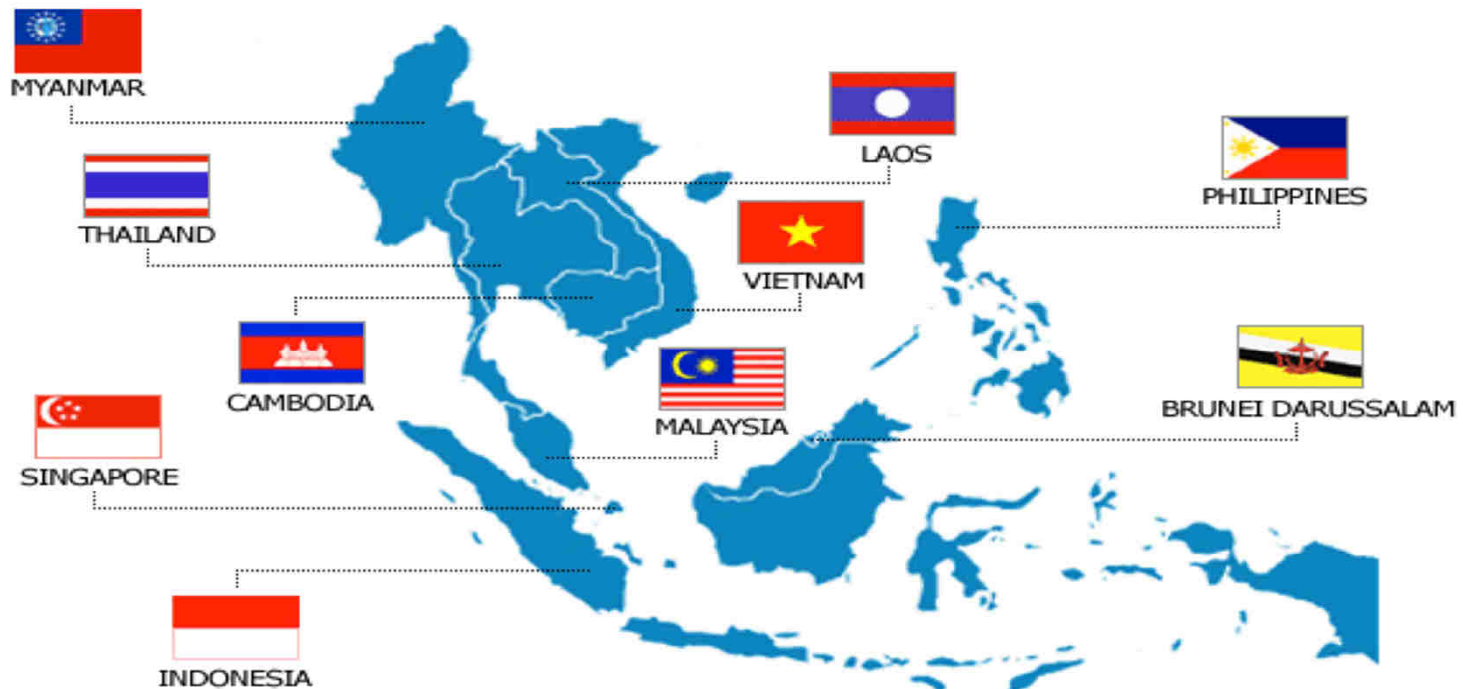 MYANMAR
LAOS
PHILIPPINES
THAILAND
VIETNAM
CAMBODIA
MALAYSIA
BRUNEI DARUSSALAM
SINGAPORE
INDONESIA